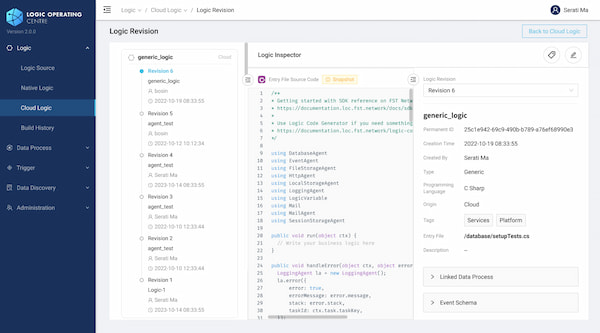 LOGIC OPERATING
CENTRE
Version 3.0.0
Logic
Logic Source
Native Logic
Cloud Logic
Build History
Data Process
Trigger
Data Discovery
Administration
Logic / Cloud Logic / Logic Revision
Serati Ma
Logic Revision
Back to Cloud Logic
generic_logic Cloud
Revision 6
generic_logic
bosin
2022-10-19 08:33:55
Revision 5
agent_test
bosin
2022-10-12 10:12:34
Revision 4
agent_test
Serati Ma
2022-10-14 08:33:55
Revision 3
agent_test
Serati Ma
2022-10-10 12:33:44
Revision 2
agent_test
Serati Ma
2022-10-10 12:33:44
Revision 1
Logic-1
Serati Ma
2022-10-14 08:33:55
Logic Inspector
Entry File Source Code
Snapshot
1 /**
2 * Getting started with SDK reference on FST Netw
3 * https://documentation.loc.fst.network/docs/sdk
4 *
5 * Use Logic Code Generator if you need something
6 * https://documentation.loc.fst.network/logic-co
7 */
8
9 using DatabaseAgent
10 using EventAgent
11 using FileStorageAgent
12 using HttpAgent
13 using LocalStorageAgent
14 using LoggingAgent
15 using LogicVariable
16 using Mail
17 using MailAgent
18 using SessionStorageAgent
19
20 public void run(object ctx) {
21 // Write your business logic here
22 }
23
24 public void handleError(object ctx, object error
25 LoggingAgent la = new LoggingAgent();
26 la.error({
27 error: true,
28 errorMessage: error.message,
29 stack: error.stack,
30 taskId: ctx.task.taskKey,
31 });
Logic Revision
Revision 6
generic_logic
Permanent ID 25c1e942-69c9-490b-b789-a76ef68990e3
Creation Time 2022-10-19 08:33:55
Created By Serati Ma
Type Generic
Programming
Language C Sharp
Origin Cloud
Tags Services Platform
Entry File /database/setupTests.cs
Description --
Linked Data Process
Event Schema